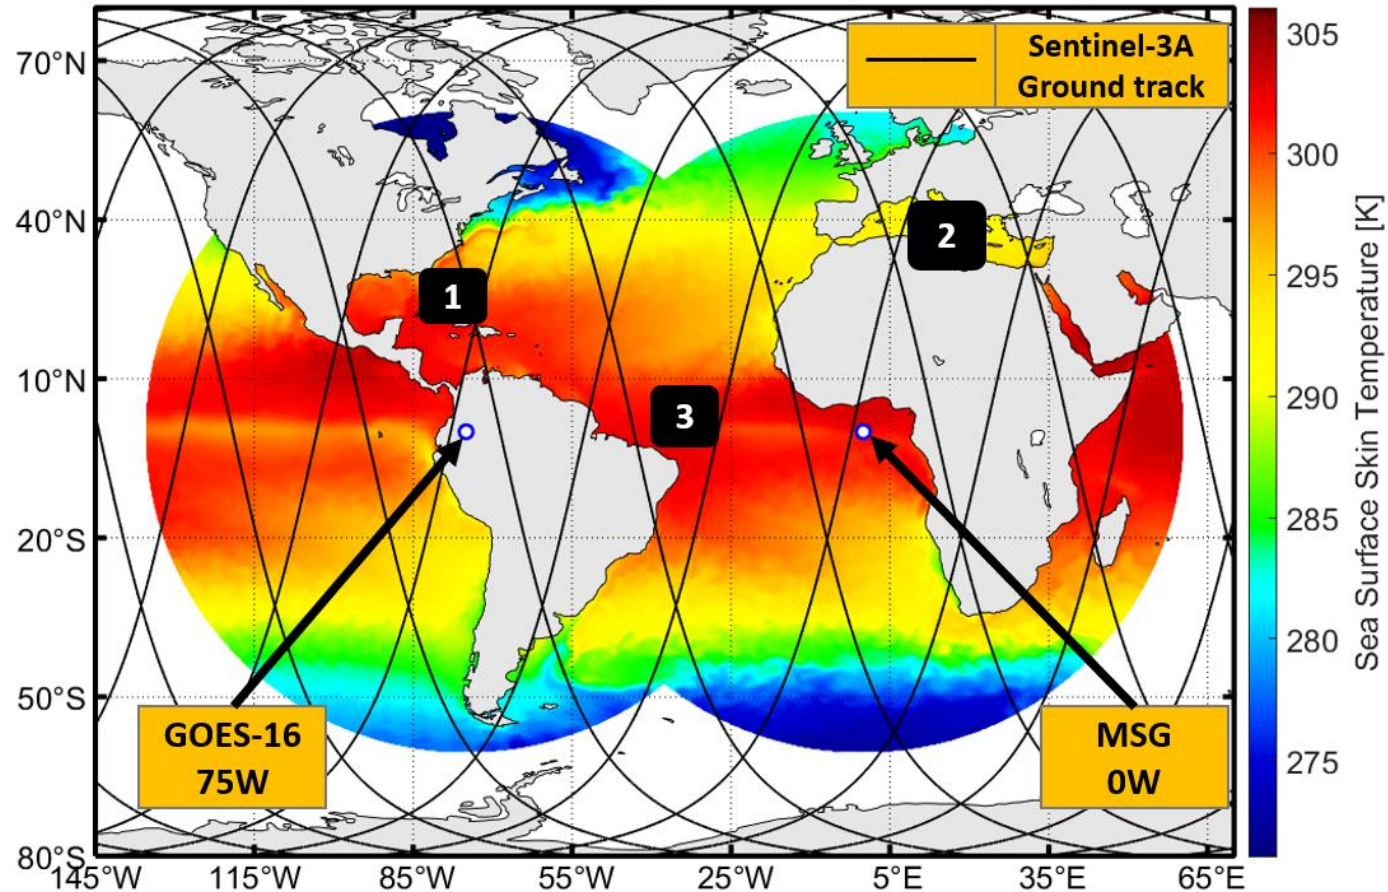 Sentinel-3A
Ground track
70°N
40°N
10°N
20°S
50°S
80°S
1
2
3
GOES-16
75W
MSG
0W
145°W 115°W 85°W 55°W 25°W 5°E 35°E 65°E
305
300
295
290
285
280
275
Sea Surface Skin Temperature [K]